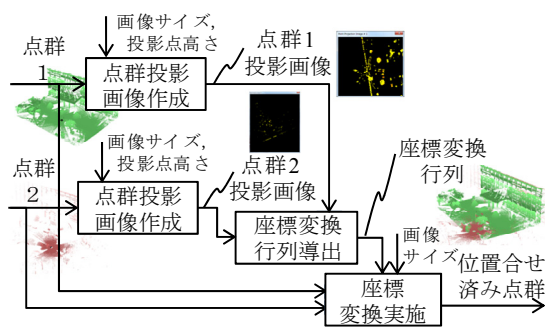 点群
1
画像サイズ,
投影点高さ
点群投影
画像作成
点群1
投影画像
点群
2
画像サイズ,
投影点高さ
点群投影
画像作成
点群2
投影画像
座標変換
行列導出
座標変換
行列
画像
サイズ
座標
変換実施
位置合せ
済み点群